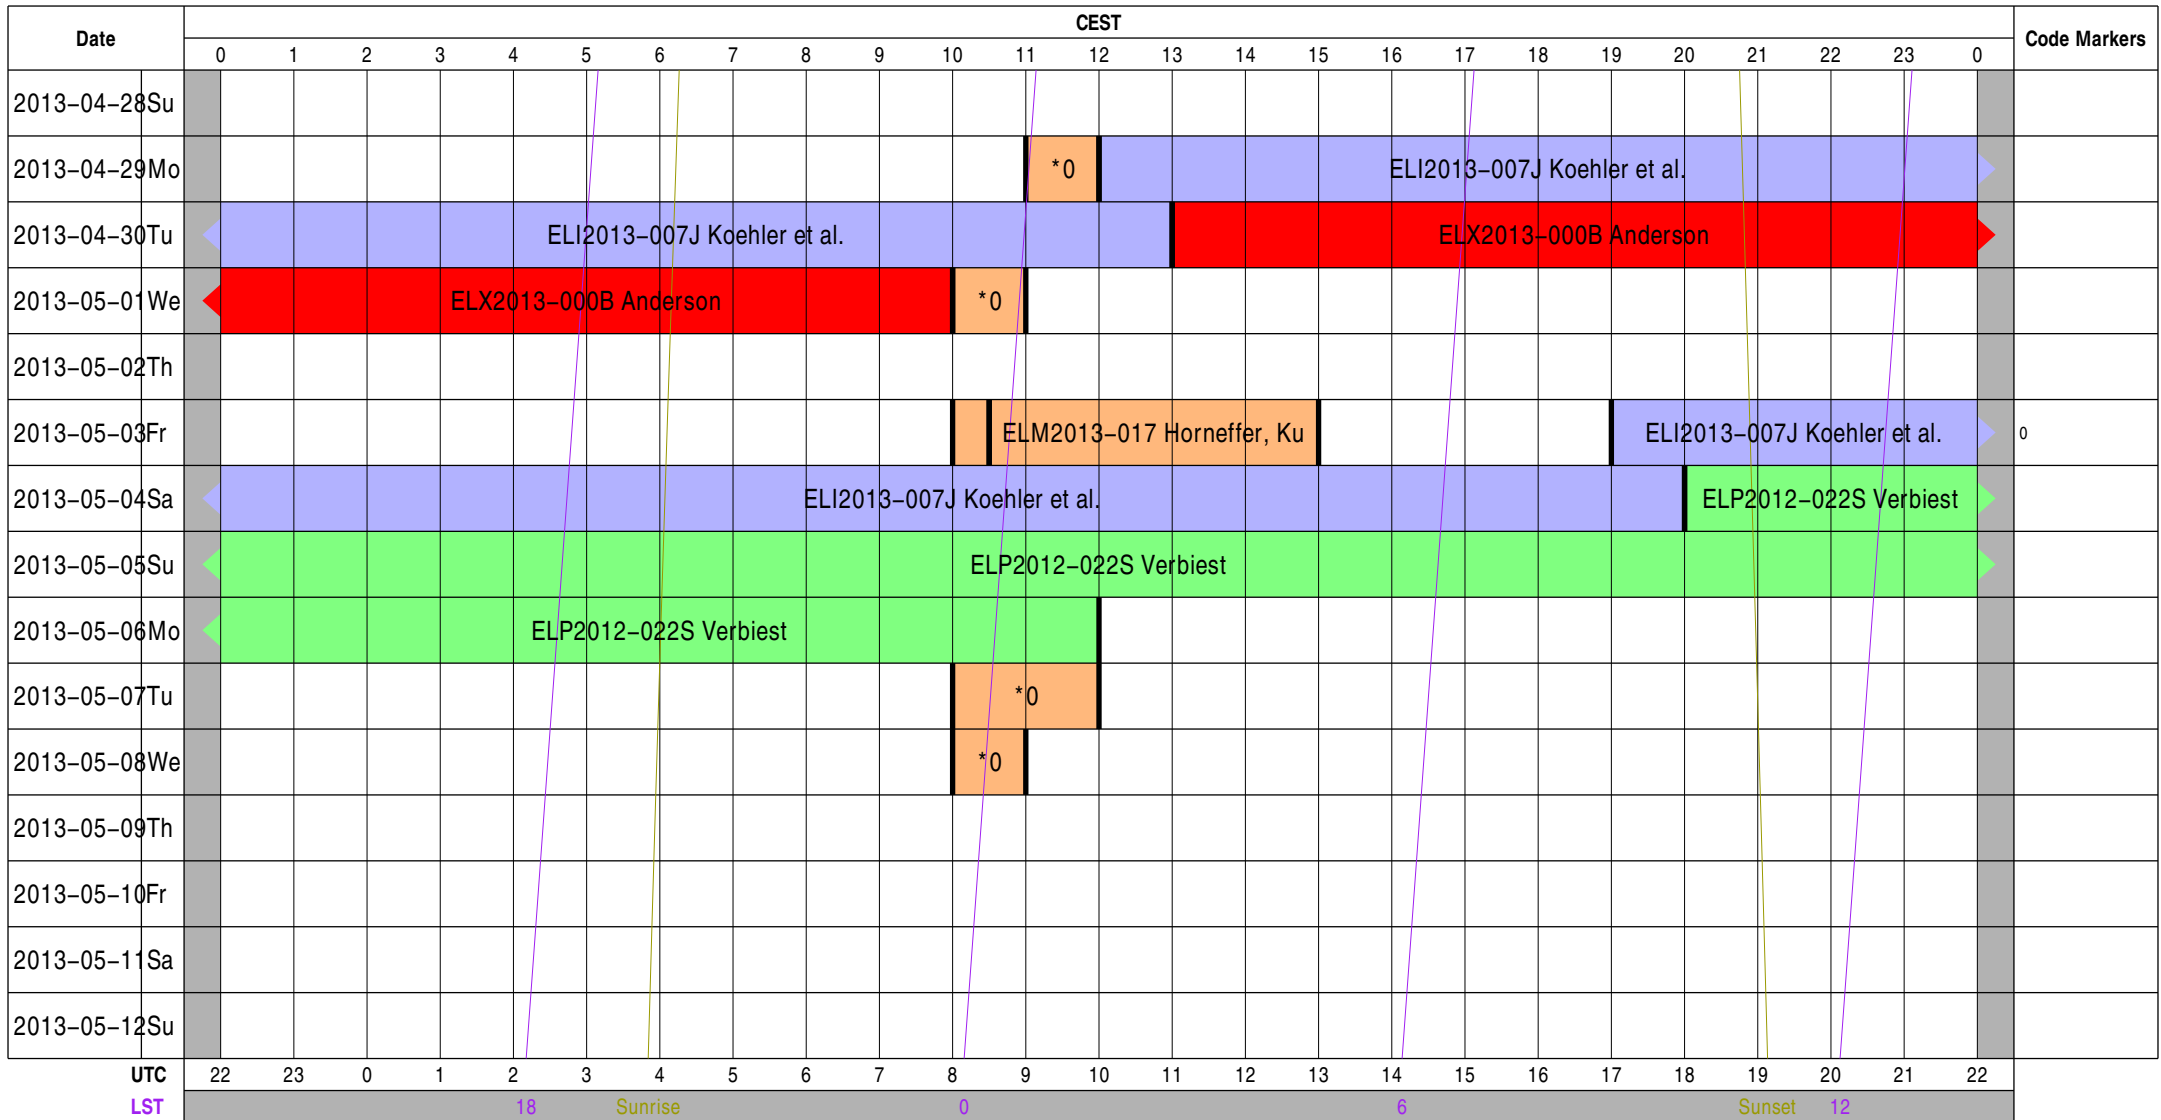 CEST
Date
Code Markers
0 1 2 3 4 5 6 7 8 9 10 11 12 13 14 15 16 17 18 19 20 21 22 23 0
2013-04-28Su
2013-04-29Mo *0 ELI2013-007J Koehler et al.
2013-04-30Tu ELI2013-007J Koehler et al. ELX2013-000B Anderson
2013-05-01We ELX2013-000B Anderson *0
2013-05-02Th
2013-05-03Fr ELM2013-017 Horneffer, Ku ELI2013-007J Koehler et al. 0
2013-05-04Sa ELI2013-007J Koehler et al. ELP2012-022S Verbiest
2013-05-05Su ELP2012-022S Verbiest
2013-05-06Mo ELP2012-022S Verbiest
2013-05-07Tu *0
2013-05-08We *0
2013-05-09Th
2013-05-10Fr
2013-05-11Sa
2013-05-12Su
UTC 22 23 0 1 2 3 4 5 6 7 8 9 10 11 12 13 14 15 16 17 18 19 20 21 22
LST 18 Sunrise 0 6 Sunset 12